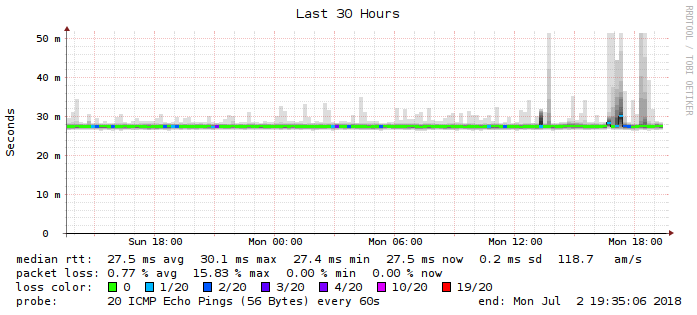 Last 30 Hours
RRDTOOL / TOBI OETIKER
Seconds
50 m
40 m
30 m
20 m
10 m
0
Sun 18:00 Mon 00:00 Mon 06:00 Mon 12:00 Mon 18:00
median rtt: 27.5 ms avg 30.1 ms max 27.4 ms min 27.5 ms now 0.2 ms sd 118.7 am/s
packet loss: 0.77 % avg 15.83 % max 0.00 % min 0.00 % now
loss color: 0 1/20 2/20 3/20 4/20 10/20 19/20
probe: 20 ICMP Echo Pings (56 Bytes) every 60s end: Mon Jul 2 19:35:06 2018